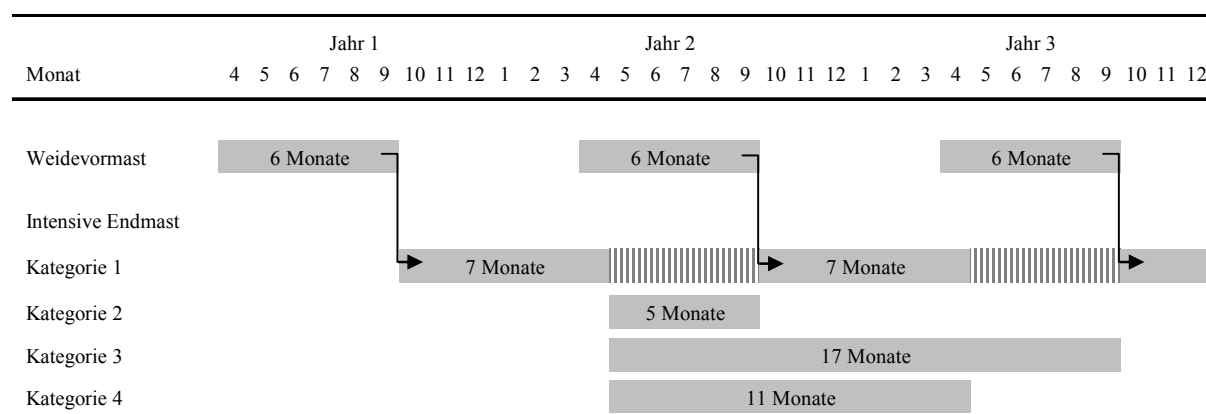 Jahr 1 Jahr 2 Jahr 3
Monat 4 5 6 7 8 9 10 11 12 1 2 3 4 5 6 7 8 9 10 11 12 1 2 3 4 5 6 7 8 9 10 11 12
Weidevormast 6 Monate 6 Monate 6 Monate
Intensive Endmast
Kategorie 1 7 Monate 7 Monate
Kategorie 2 5 Monate
Kategorie 3 17 Monate
Kategorie 4 11 Monate